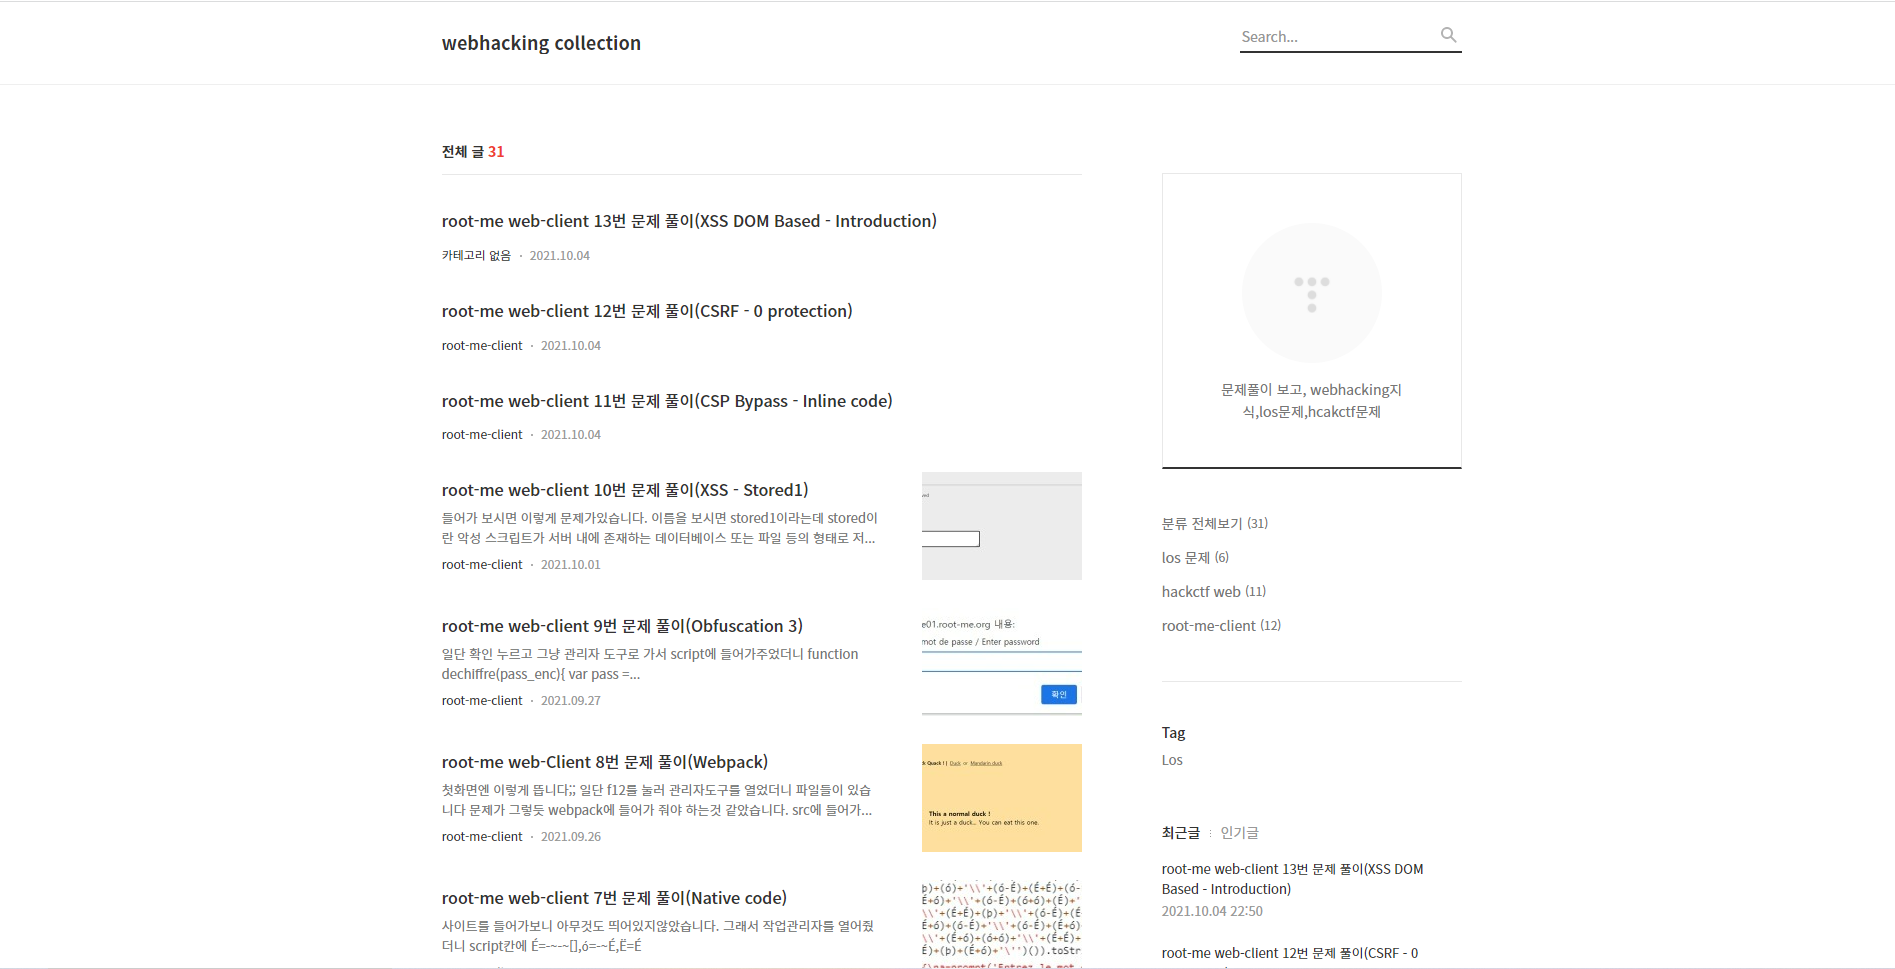 webhacking collection
Search...
전체 글 31
root-me web-client 13번 문제 풀이(XSS DOM Based - Introduction)
카테고리 없음 · 2021.10.04
root-me web-client 12번 문제 풀이(CSRF - 0 protection)
root-me-client · 2021.10.04
root-me web-client 11번 문제 풀이(CSP Bypass - Inline code)
root-me-client · 2021.10.04
root-me web-client 10번 문제 풀이(XSS - Stored1)
들어가 보시면 이렇게 문제가있습니다. 이름을 보시면 stored1이라는데 stored이
란 악성 스크립트가 서버 내에 존재하는 데이터베이스 또는 파일 등의 형태로 저...
root-me-client · 2021.10.01
root-me web-client 9번 문제 풀이(Obfuscation 3)
일단 확인 누르고 그냥 관리자 도구로 가서 script에 들어가주었더니 function
dechiffre(pass_enc){ var pass =...
root-me-client · 2021.09.27
e01.root-me.org 내용:
mot de passe / Enter password
확인
root-me web-Client 8번 문제 풀이(Webpack)
첫화면엔 이렇게 뜹니다;; 일단 f12를 눌러 관리자도구를 열었더니 파일들이 있습
니다 문제가 그렇듯 webpack에 들어가 줘야 하는것 같았습니다. src에 들어가...
root-me-client · 2021.09.26
Quack ! | Duck or Mandarin duck
This a normal duck !
It is just a duck... You can eat this one.
root-me web-client 7번 문제 풀이(Native code)
사이트를 들어가보니 아무것도 띄어있지않았습니다. 그래서 작업관리자를 열어줬
더니 script칸에 É=-~-~[],ó=-~É,Ë=É
þ)+(ó)+'\\'+(ó-É)+(É+É)+(ó-
É+ó)+'\\'+(ó-É)+(ó+ó)+(É)+'
\\'+(É+É)+(þ)+'\\'+(ó-É)+(É
É+ó)+(ó-É)+'\\'+(ó-É)+(É+ó)
\\'+(É+ó)+(ó+ó)+'\\'+(É+É)+
É)+(þ)+(É+ó)+'\'')()).toStr
문제풀이 보고, webhacking지
식,los문제,hcakctf문제
분류 전체보기 (31)
los 문제 (6)
hackctf web (11)
root-me-client (12)
Tag
Los
최근글 인기글
root-me web-client 13번 문제 풀이(XSS DOM
Based - Introduction)
2021.10.04 22:50
root-me web-client 12번 문제 풀이(CSRF - 0